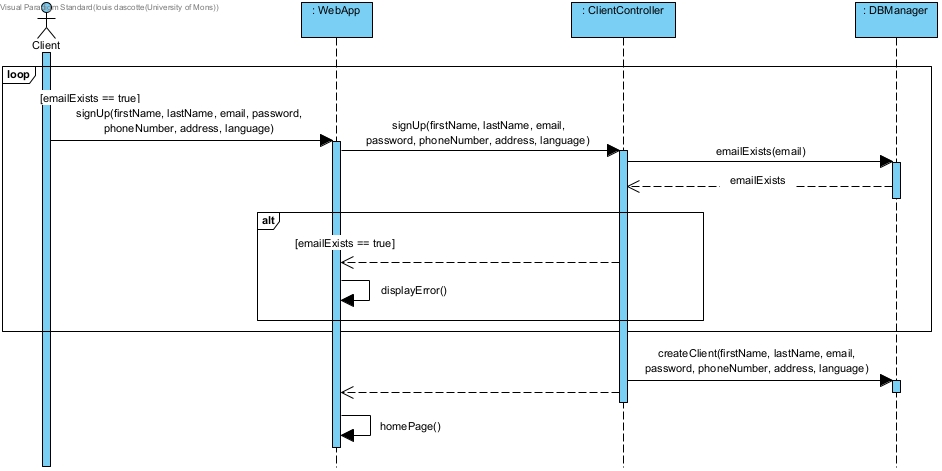 Visual Paradigm Standard(louis dascotte(University of Mons))
: WebApp
: ClientController
: DBManager
Client
loop
[emailExists == true]
signUp(firstName, lastName, email, password,
phoneNumber, address, language)
signUp(firstName, lastName, email,
password, phoneNumber, address, language)
emailExists(email)
emailExists
alt
[emailExists == true]
displayError()
createClient(firstName, lastName, email,
password, phoneNumber, address, language)
homePage()